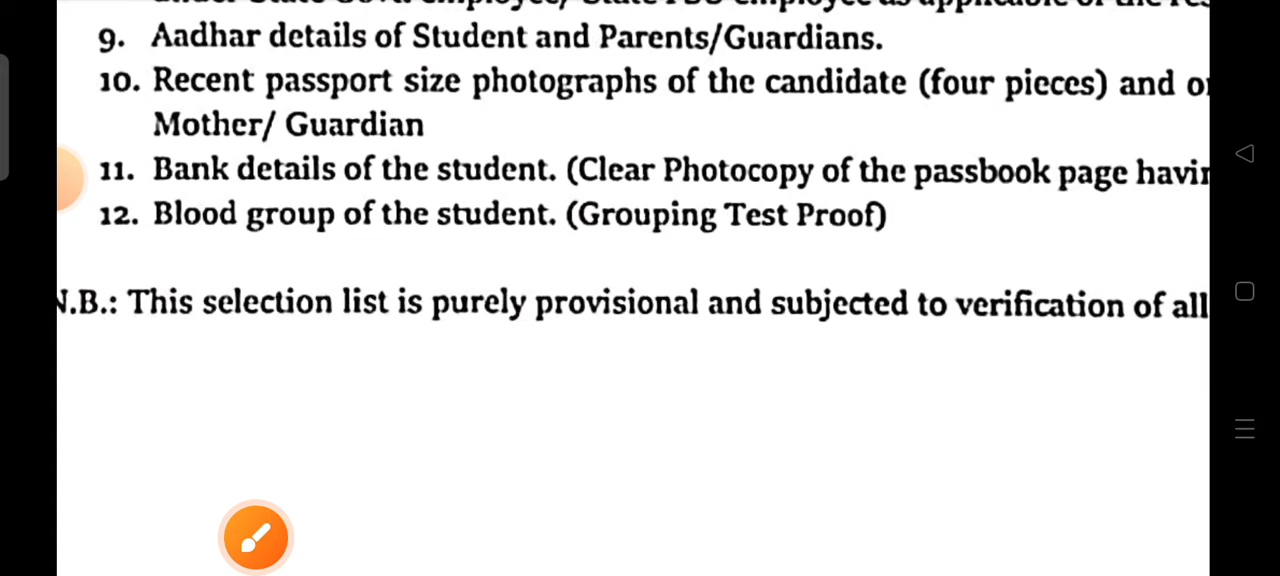 9. Aadhar details of Student and Parents/Guardians.
10. Recent passport size photographs of the candidate (four pieces) and
Mother/ Guardian
11. Bank details of the student. (Clear Photocopy of the passbook page
12. Blood group of the student. (Grouping Test Proof)
N.B.: This selection list is purely provisional and subjected to verification of all